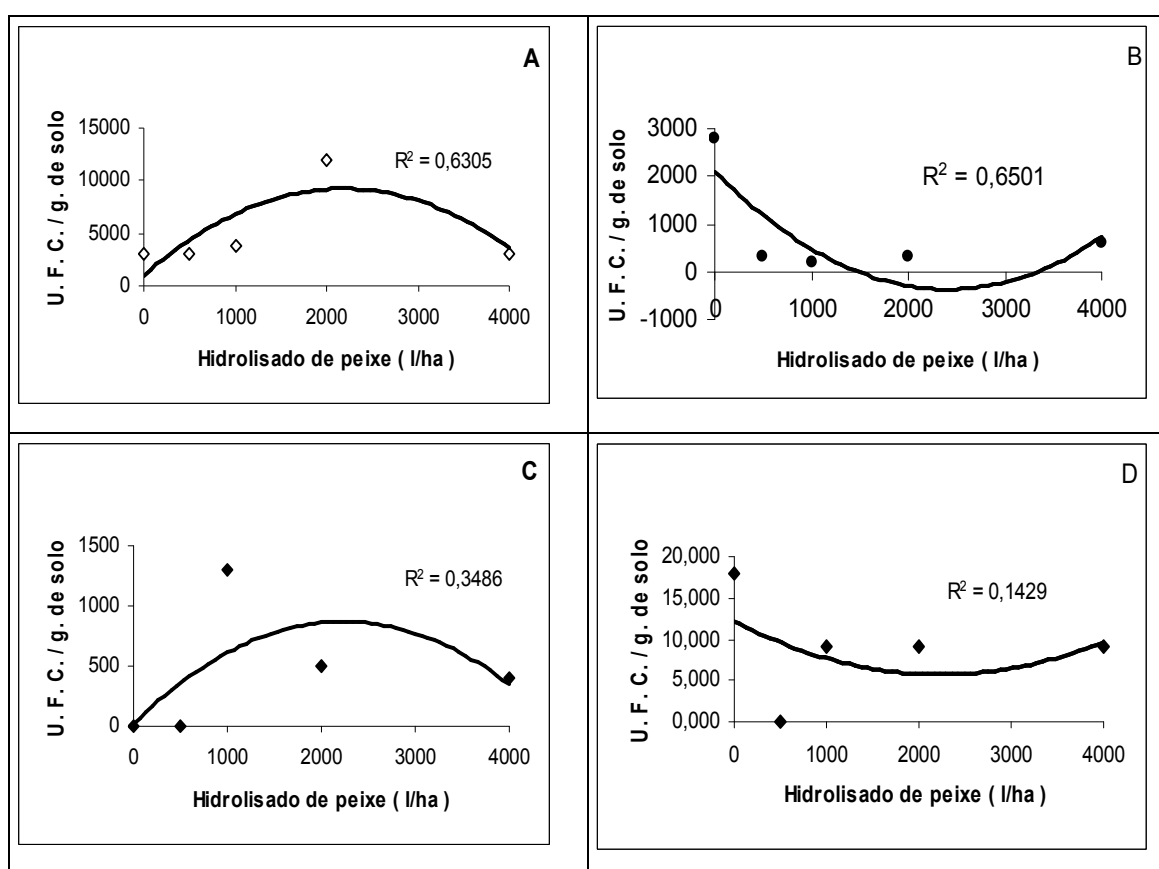 A
U. F. C. / g. de solo
15000
10000
5000
0
R² = 0,6305
0 1000 2000 3000 4000
Hidrolisado de peixe ( l/ha )
B
U. F. C. / g. de solo
3000
2000
1000
0
-1000
R² = 0,6501
0 1000 2000 3000 4000
Hidrolisado de peixe ( l/ha )
C
U. F. C. / g. de solo
1500
1000
500
0
R² = 0,3486
0 1000 2000 3000 4000
Hidrolisado de peixe ( l/ha )
D
U. F. C. / g. de solo
20,000
15,000
10,000
5,000
0,000
R² = 0,1429
0 1000 2000 3000 4000
Hidrolisado de peixe ( l/ha )